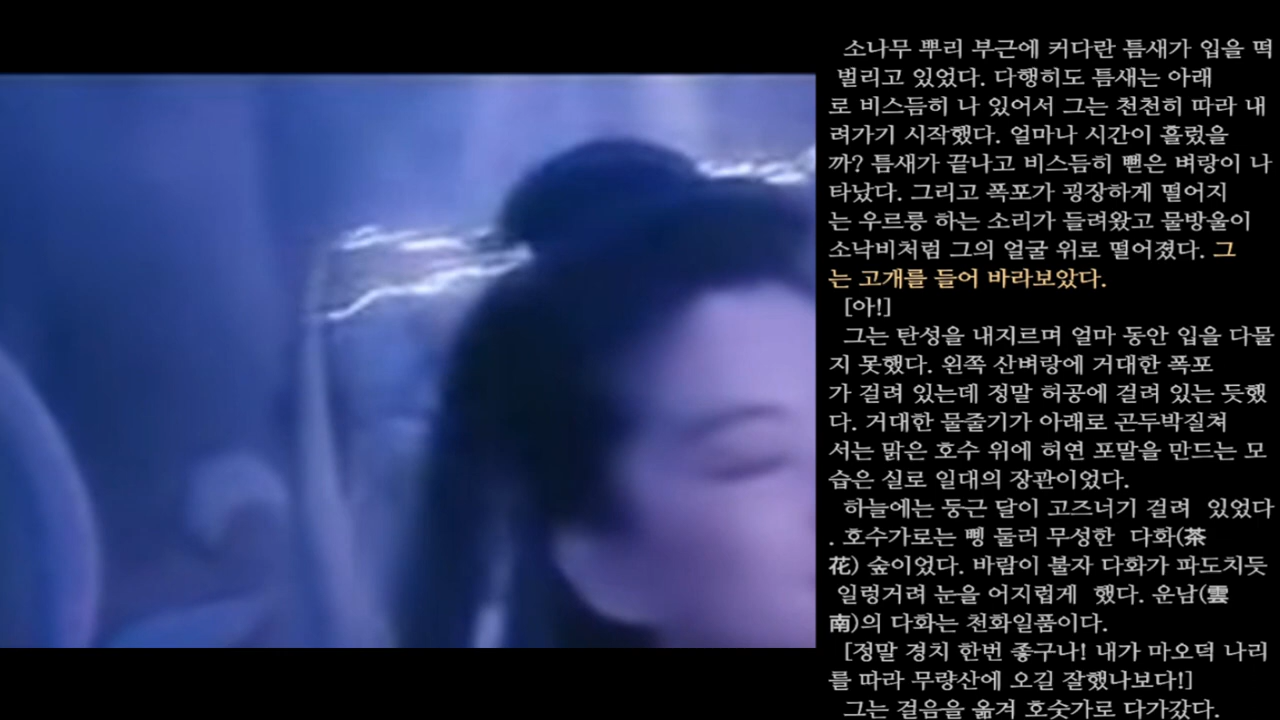 소나무 뿌리 부근에 커다란 틈새가 입을 떡
벌리고 있었다. 다행히도 틈새는 아래
로 비스듬히 나 있어서 그는 천천히 따라 내
려가기 시작했다. 얼마나 시간이 흘렀을
까? 틈새가 끝나고 비스듬히 뻗은 벼랑이 나
타났다. 그리고 폭포가 굉장하게 떨어지
는 우르릉 하는 소리가 들려왔고 물방울이
소낙비처럼 그의 얼굴 위로 떨어졌다. 그
는 고개를 들어 바라보았다.
[아!]
그는 탄성을 내지르며 얼마 동안 입을 다물
지 못했다. 왼쪽 산벼랑에 거대한 폭포
가 걸려 있는데 정말 허공에 걸려 있는 듯했
다. 거대한 물줄기가 아래로 곤두박질쳐
서는 맑은 호수 위에 허연 포말을 만드는 모
습은 실로 일대의 장관이었다.
하늘에는 둥근 달이 고즈너기 걸려 있었다
. 호수가로는 삥 둘러 무성한 다화(茶
花) 숲이었다. 바람이 불자 다화가 파도치듯
일렁거려 눈을 어지럽게 했다. 운남(雲
南)의 다화는 천화일품이다.
[정말 경치 한번 좋구나! 내가 마오덕 나리
를 따라 무량산에 오길 잘했나보다!]
그는 걸음을 옮겨 호숫가로 다가갔다.